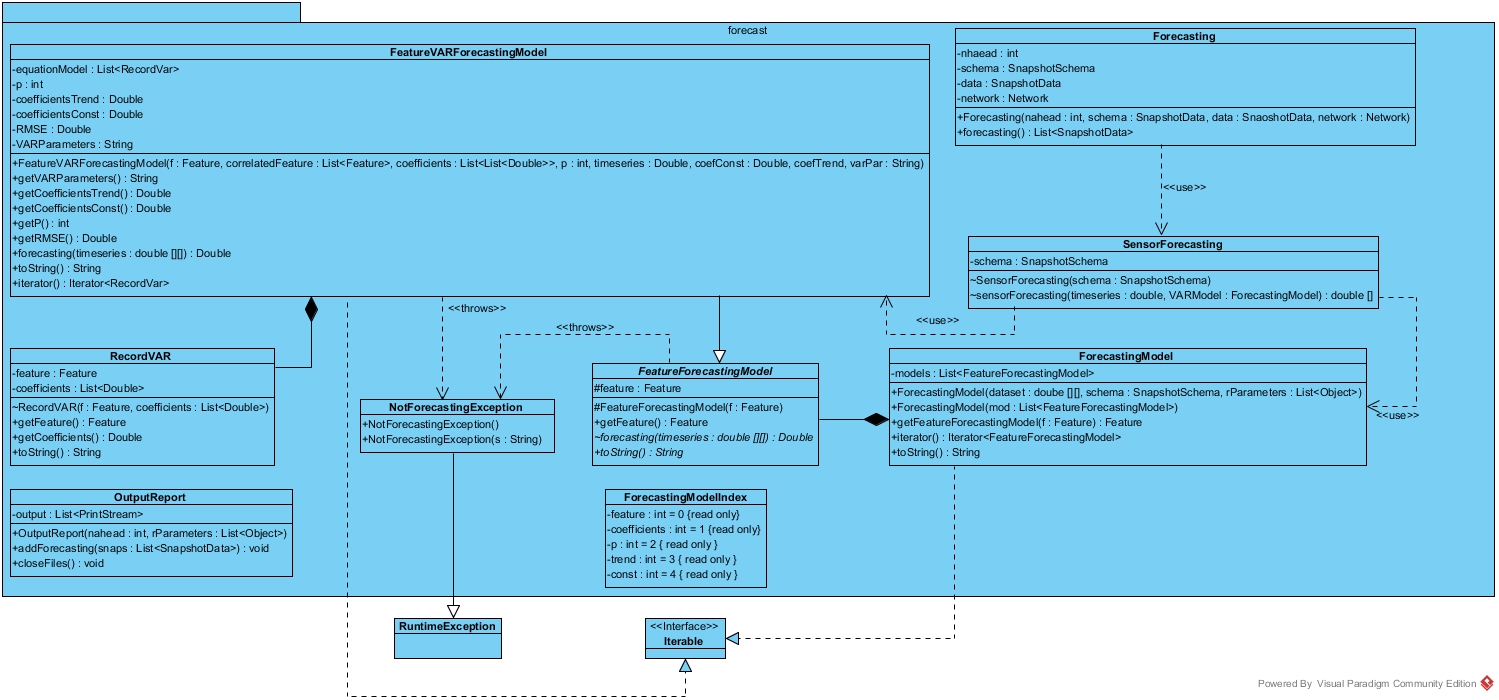 forecast
FeatureVARForecastingModel
-equationModel : List<RecordVar>
-p : int
-coefficientsTrend : Double
-coefficientsConst : Double
-RMSE : Double
-VARParameters : String
+FeatureVARForecastingModel(f : Feature, correlatedFeature : List<Feature>, coefficients : List<List<Double>>, p : int, timeseries : Double, coefConst : Double, coefTrend, varPar : String)
+getVARParameters() : String
+getCoefficientsTrend() : Double
+getCoefficientsConst() : Double
+getP() : int
+getRMSE() : Double
+forecasting(timeseries : double [][]) : Double
+toString() : String
+iterator() : Iterator<RecordVar>
Forecasting
-nhaead : int
-schema : SnapshotSchema
-data : SnapshotData
-network : Network
+Forecasting(nahead : int, schema : SnapshotData, data : SnaoshotData, network : Network)
+forecasting() : List<SnapshotData>
<<use>>
SensorForecasting
-schema : SnapshotSchema
~SensorForecasting(schema : SnapshotSchema)
~sensorForecasting(timeseries : double, VARModel : ForecastingModel) : double []
<<throws>>
<<throws>>
<<use>>
<<use>>
RecordVAR
-feature : Feature
-coefficients : List<Double>
~RecordVAR(f : Feature, coefficients : List<Double>)
+getFeature() : Feature
+getCoefficients() : Double
+toString() : String
NotForecastingException
+NotForecastingException()
+NotForecastingException(s : String)
FeatureForecastingModel
#feature : Feature
#FeatureForecastingModel(f : Feature)
+getFeature() : Feature
~forecasting(timeseries : double [][]) : Double
+toString() : String
ForecastingModel
-models : List<FeatureForecastingModel>
+ForecastingModel(dataset : doube [][], schema : SnapshotSchema, rParameters : List<Object>)
+ForecastingModel(mod : List<FeatureForecastingModel>)
+getFeatureForecastingModel(f : Feature) : Feature
+iterator() : Iterator<FeatureForecastingModel>
+toString() : String
OutputReport
-output : List<PrintStream>
+OutputReport(nahead : int, rParameters : List<Object>)
+addForecasting(snaps : List<SnapshotData>) : void
+closeFiles() : void
ForecastingModelIndex
-feature : int = 0 {read only}
-coefficients : int = 1 {read only}
-p : int = 2 { read only }
-trend : int = 3 { read only }
-const : int = 4 { read only }
RuntimeException
<<Interface>>
Iterable
Powered By Visual Paradigm Community Edition